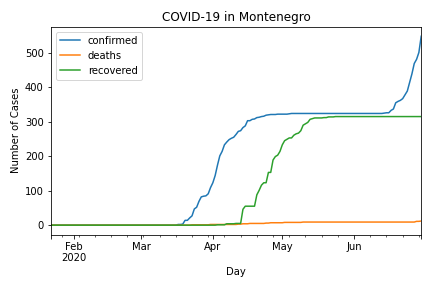 COVID-19 in Montenegro
confirmed
deaths
recovered
Number of Cases
500
400
300
200
100
0
Feb
2020
Mar
Apr
May
Jun
Day